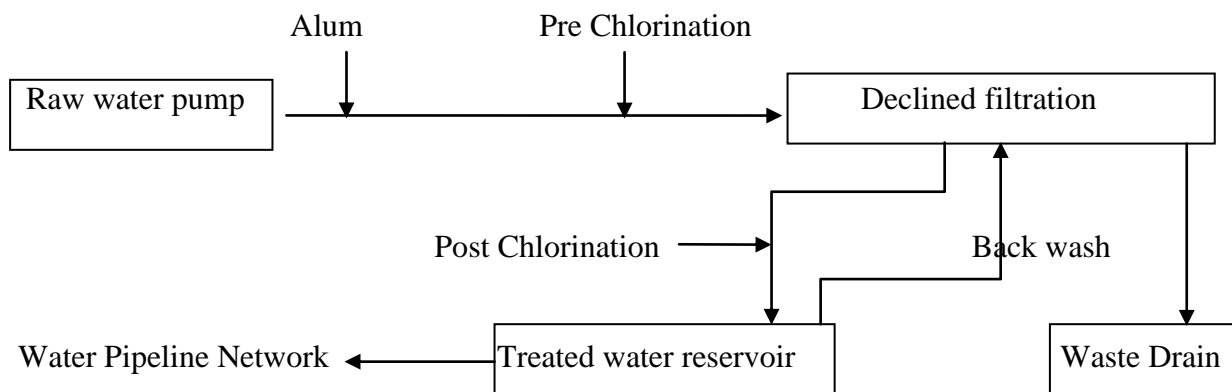 Alum
Pre Chlorination
Raw water pump
Declined filtration
Post Chlorination
Back wash
Water Pipeline Network
Treated water reservoir
Waste Drain